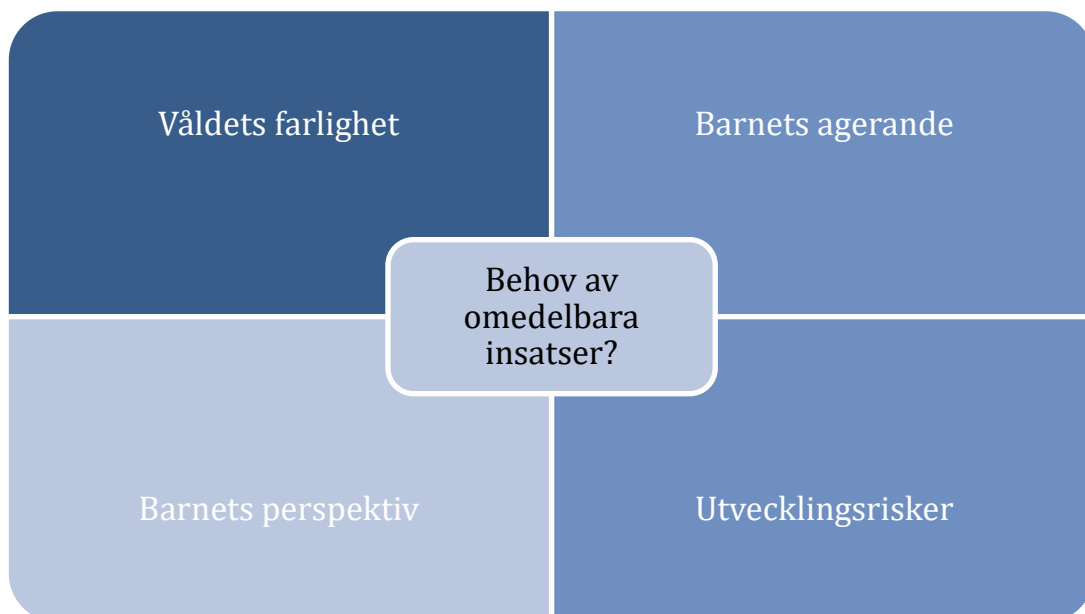 Våldets farlighet
Barnets agerande
Behov av
omedelbara
insatser?
Barnets perspektiv
Utvecklingsrisker